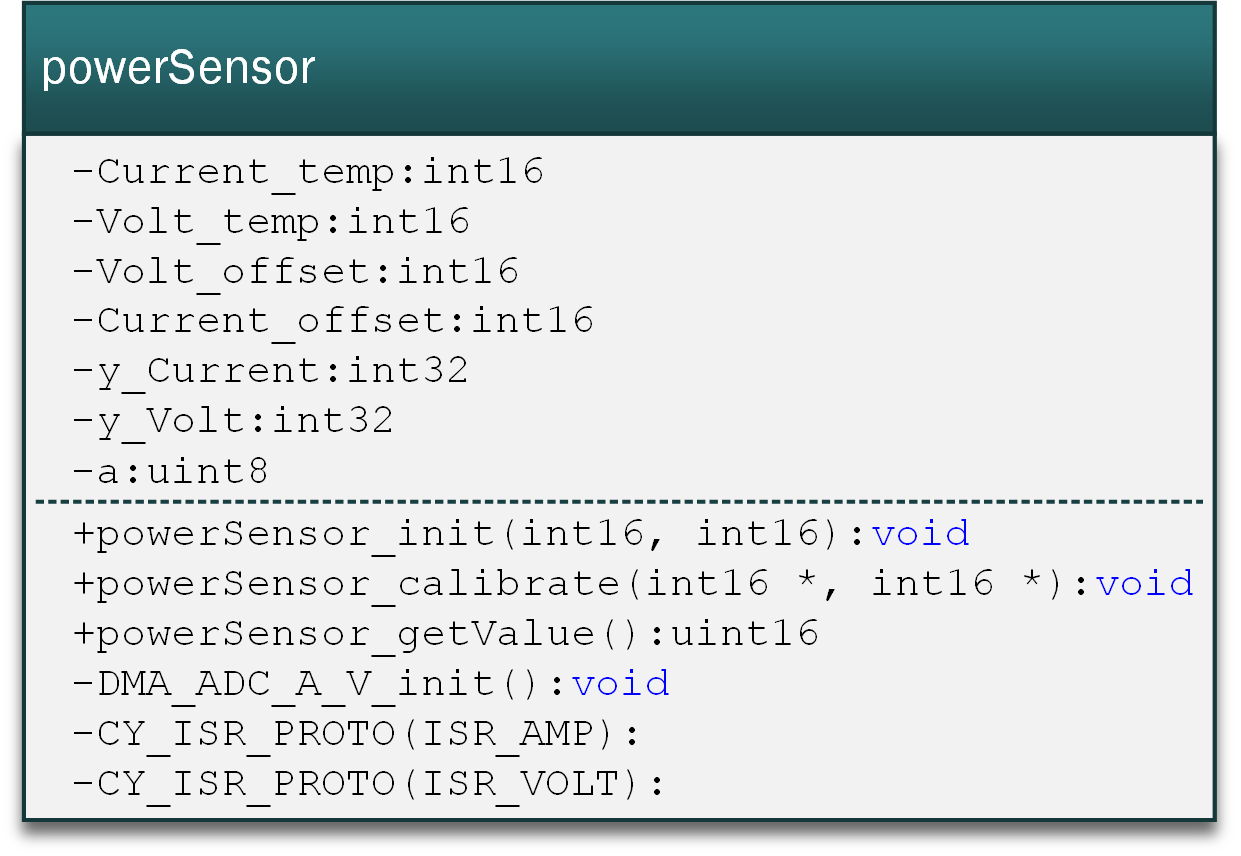 powerSensor
-Current_temp:int16
-Volt_temp:int16
-Volt_offset:int16
-Current_offset:int16
-y_Current:int32
-y_Volt:int32
-a:uint8
+powerSensor_init(int16, int16):void
+powerSensor_calibrate(int16 *, int16 *):void
+powerSensor_getValue():uint16
-DMA_ADC_A_V_init():void
-CY_ISR_PROTO(ISR_AMP):
-CY_ISR_PROTO(ISR_VOLT):